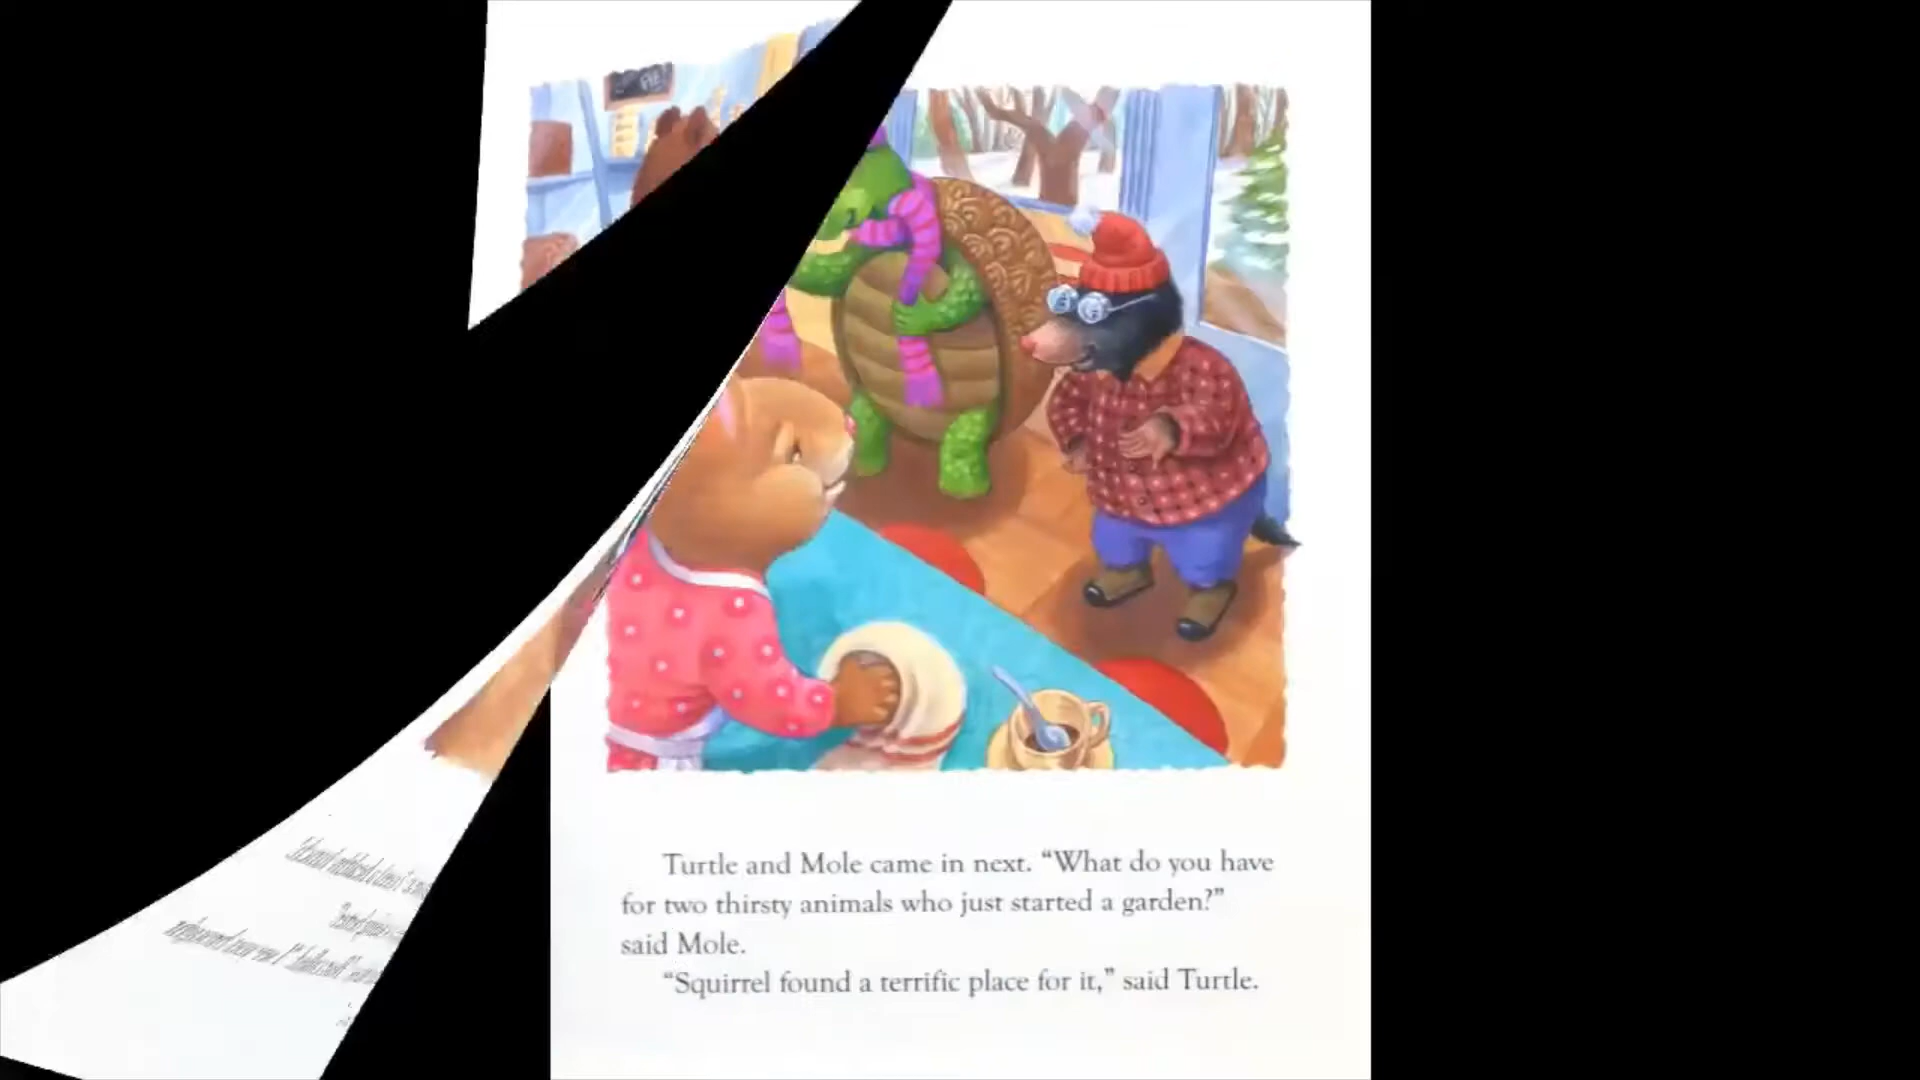 PIE
Turtle and Mole came in next. “What do you have
for two thirsty animals who just started a garden?”
said Mole.
“Squirrel found a terrific place for it,” said Turtle.